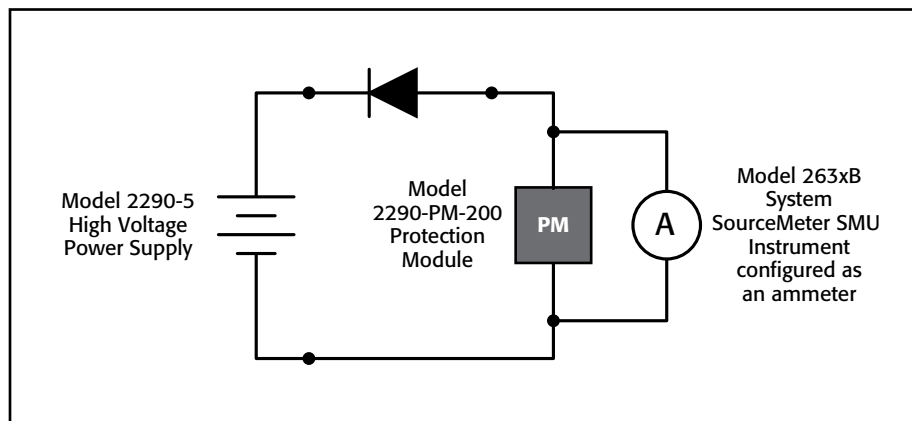 Model 2290-5
High Voltage
Power Supply
Model
2290-PM-200
Protection
Module
PM
A
Model 263xB
System
SourceMeter SMU
Instrument
configured as
an ammeter